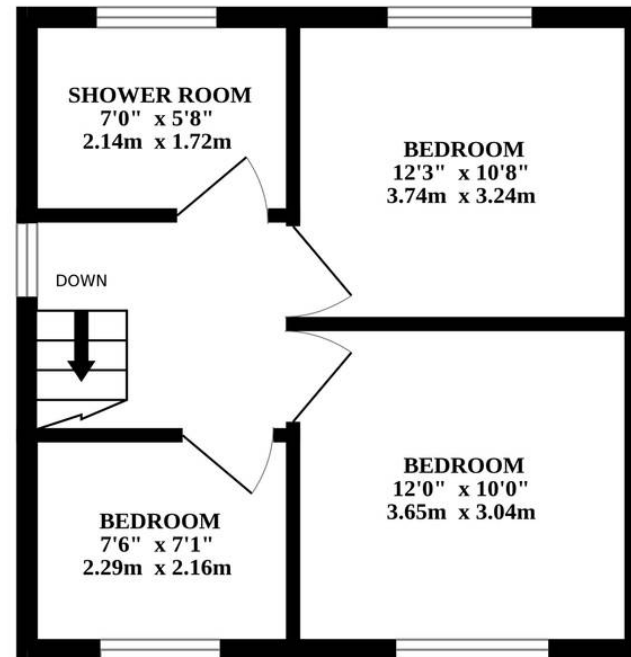 SHOWER ROOM
7'0" x 5'8"
2.14m x 1.72m
BEDROOM
12'3" x 10'8"
3.74m x 3.24m
DOWN
BEDROOM
12'0" x 10'0"
3.65m x 3.04m
BEDROOM
7'6" x 7'1"
2.29m x 2.16m